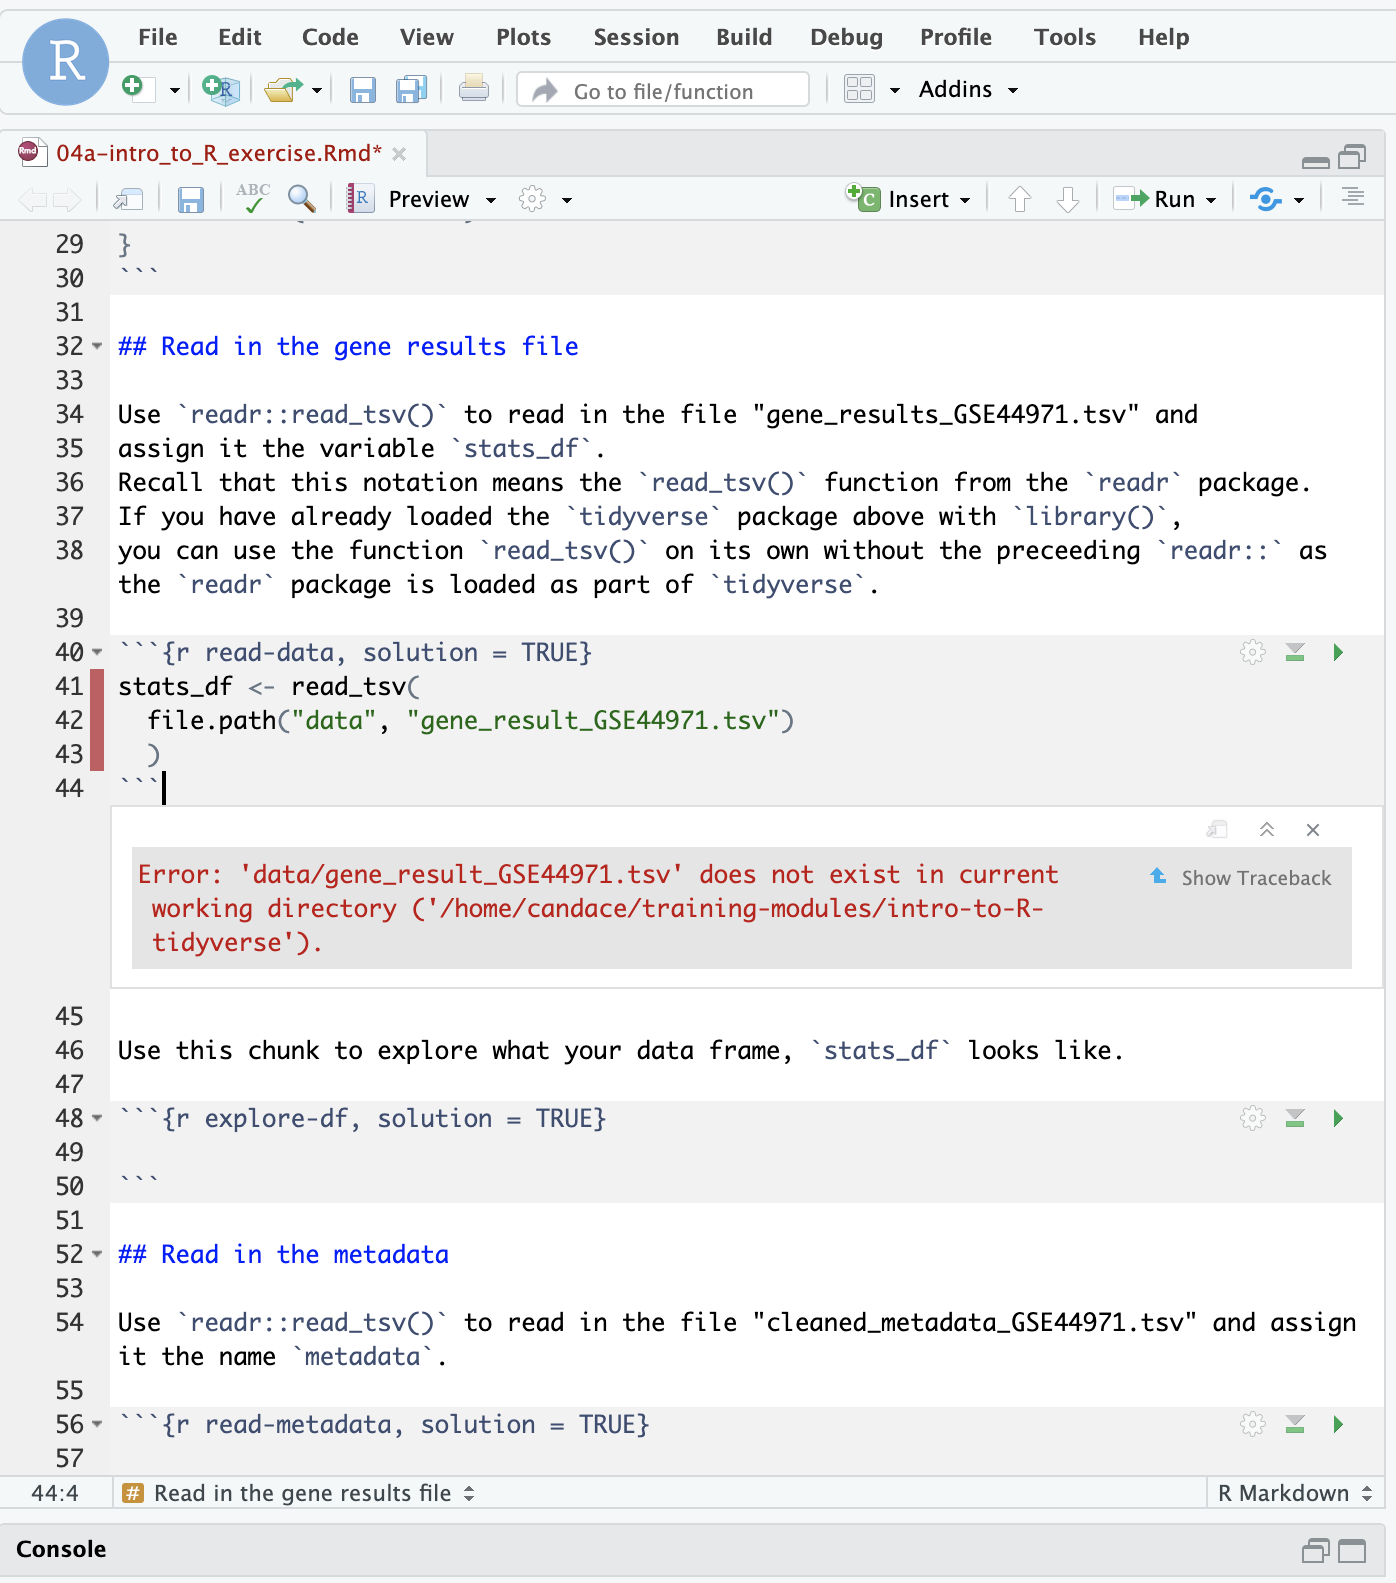 File Edit Code View Plots Session Build Debug Profile Tools Help
R
R Go to file/function Addins
Rmd 04a-intro_to_R_exercise.Rmd*
ABC R Preview C Insert Run
29 }
30 ```
31
32 ## Read in the gene results file
33
34 Use `readr::read_tsv()` to read in the file "gene_results_GSE44971.tsv" and
35 assign it the variable `stats_df`.
36 Recall that this notation means the `read_tsv()` function from the `readr` package.
37 If you have already loaded the `tidyverse` package above with `library()`,
38 you can use the function `read_tsv()` on its own without the preceeding `readr::` as
the `readr` package is loaded as part of `tidyverse`.
39
40 ```{r read-data, solution = TRUE}
41 stats_df <- read_tsv(
42 file.path("data", "gene_result_GSE44971.tsv")
43 )
44 ```
Error: 'data/gene_result_GSE44971.tsv' does not exist in current
working directory ('/home/candace/training-modules/intro-to-R-
tidyverse').
Show Traceback
45
46 Use this chunk to explore what your data frame, `stats_df` looks like.
47
48 ```{r explore-df, solution = TRUE}
49
50 ```
51
52 ## Read in the metadata
53
54 Use `readr::read_tsv()` to read in the file "cleaned_metadata_GSE44971.tsv" and assign
it the name `metadata`.
55
56 ```{r read-metadata, solution = TRUE}
57
44:4 # Read in the gene results file R Markdown
Console